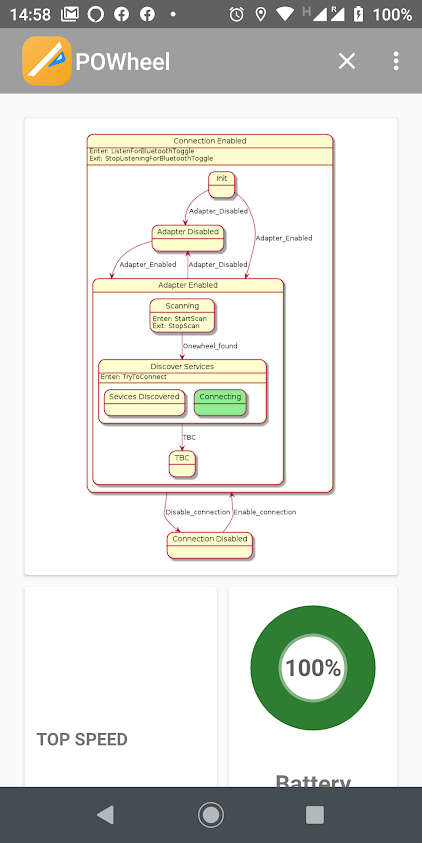 14:58
H R 100%
POWheel
Connection Enabled
Enter: ListenForBluetoothToggle
Exit: StopListeningForBluetoothToggle
Init
Adapter_Disabled
Adapter Disabled
Adapter_Enabled
Adapter_Enabled
Adapter_Disabled
Adapter Enabled
Scanning
Enter: StartScan
Exit: StopScan
Onewheel_found
Discover Services
Enter: TryToConnect
Sevices Discovered
Connecting
TBC
TBC
Disable_connection
Enable_connection
Connection Disabled
100%
TOP SPEED
Battery